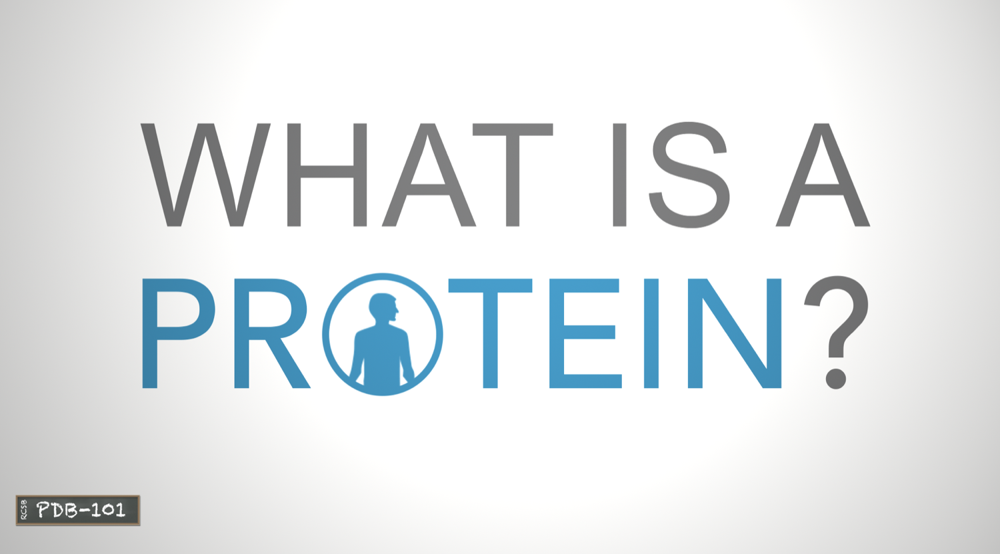 WHAT IS A
PROTEIN?
RCSB PDB-101